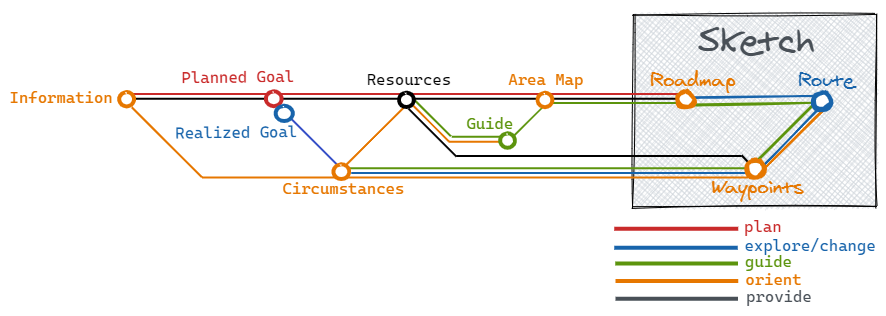 Sketch
Planned Goal
Resources
Area Map
Roadmap
Route
Information
Realized Goal
Guide
Circumstances
Waypoints
plan
explore/change
guide
orient
provide